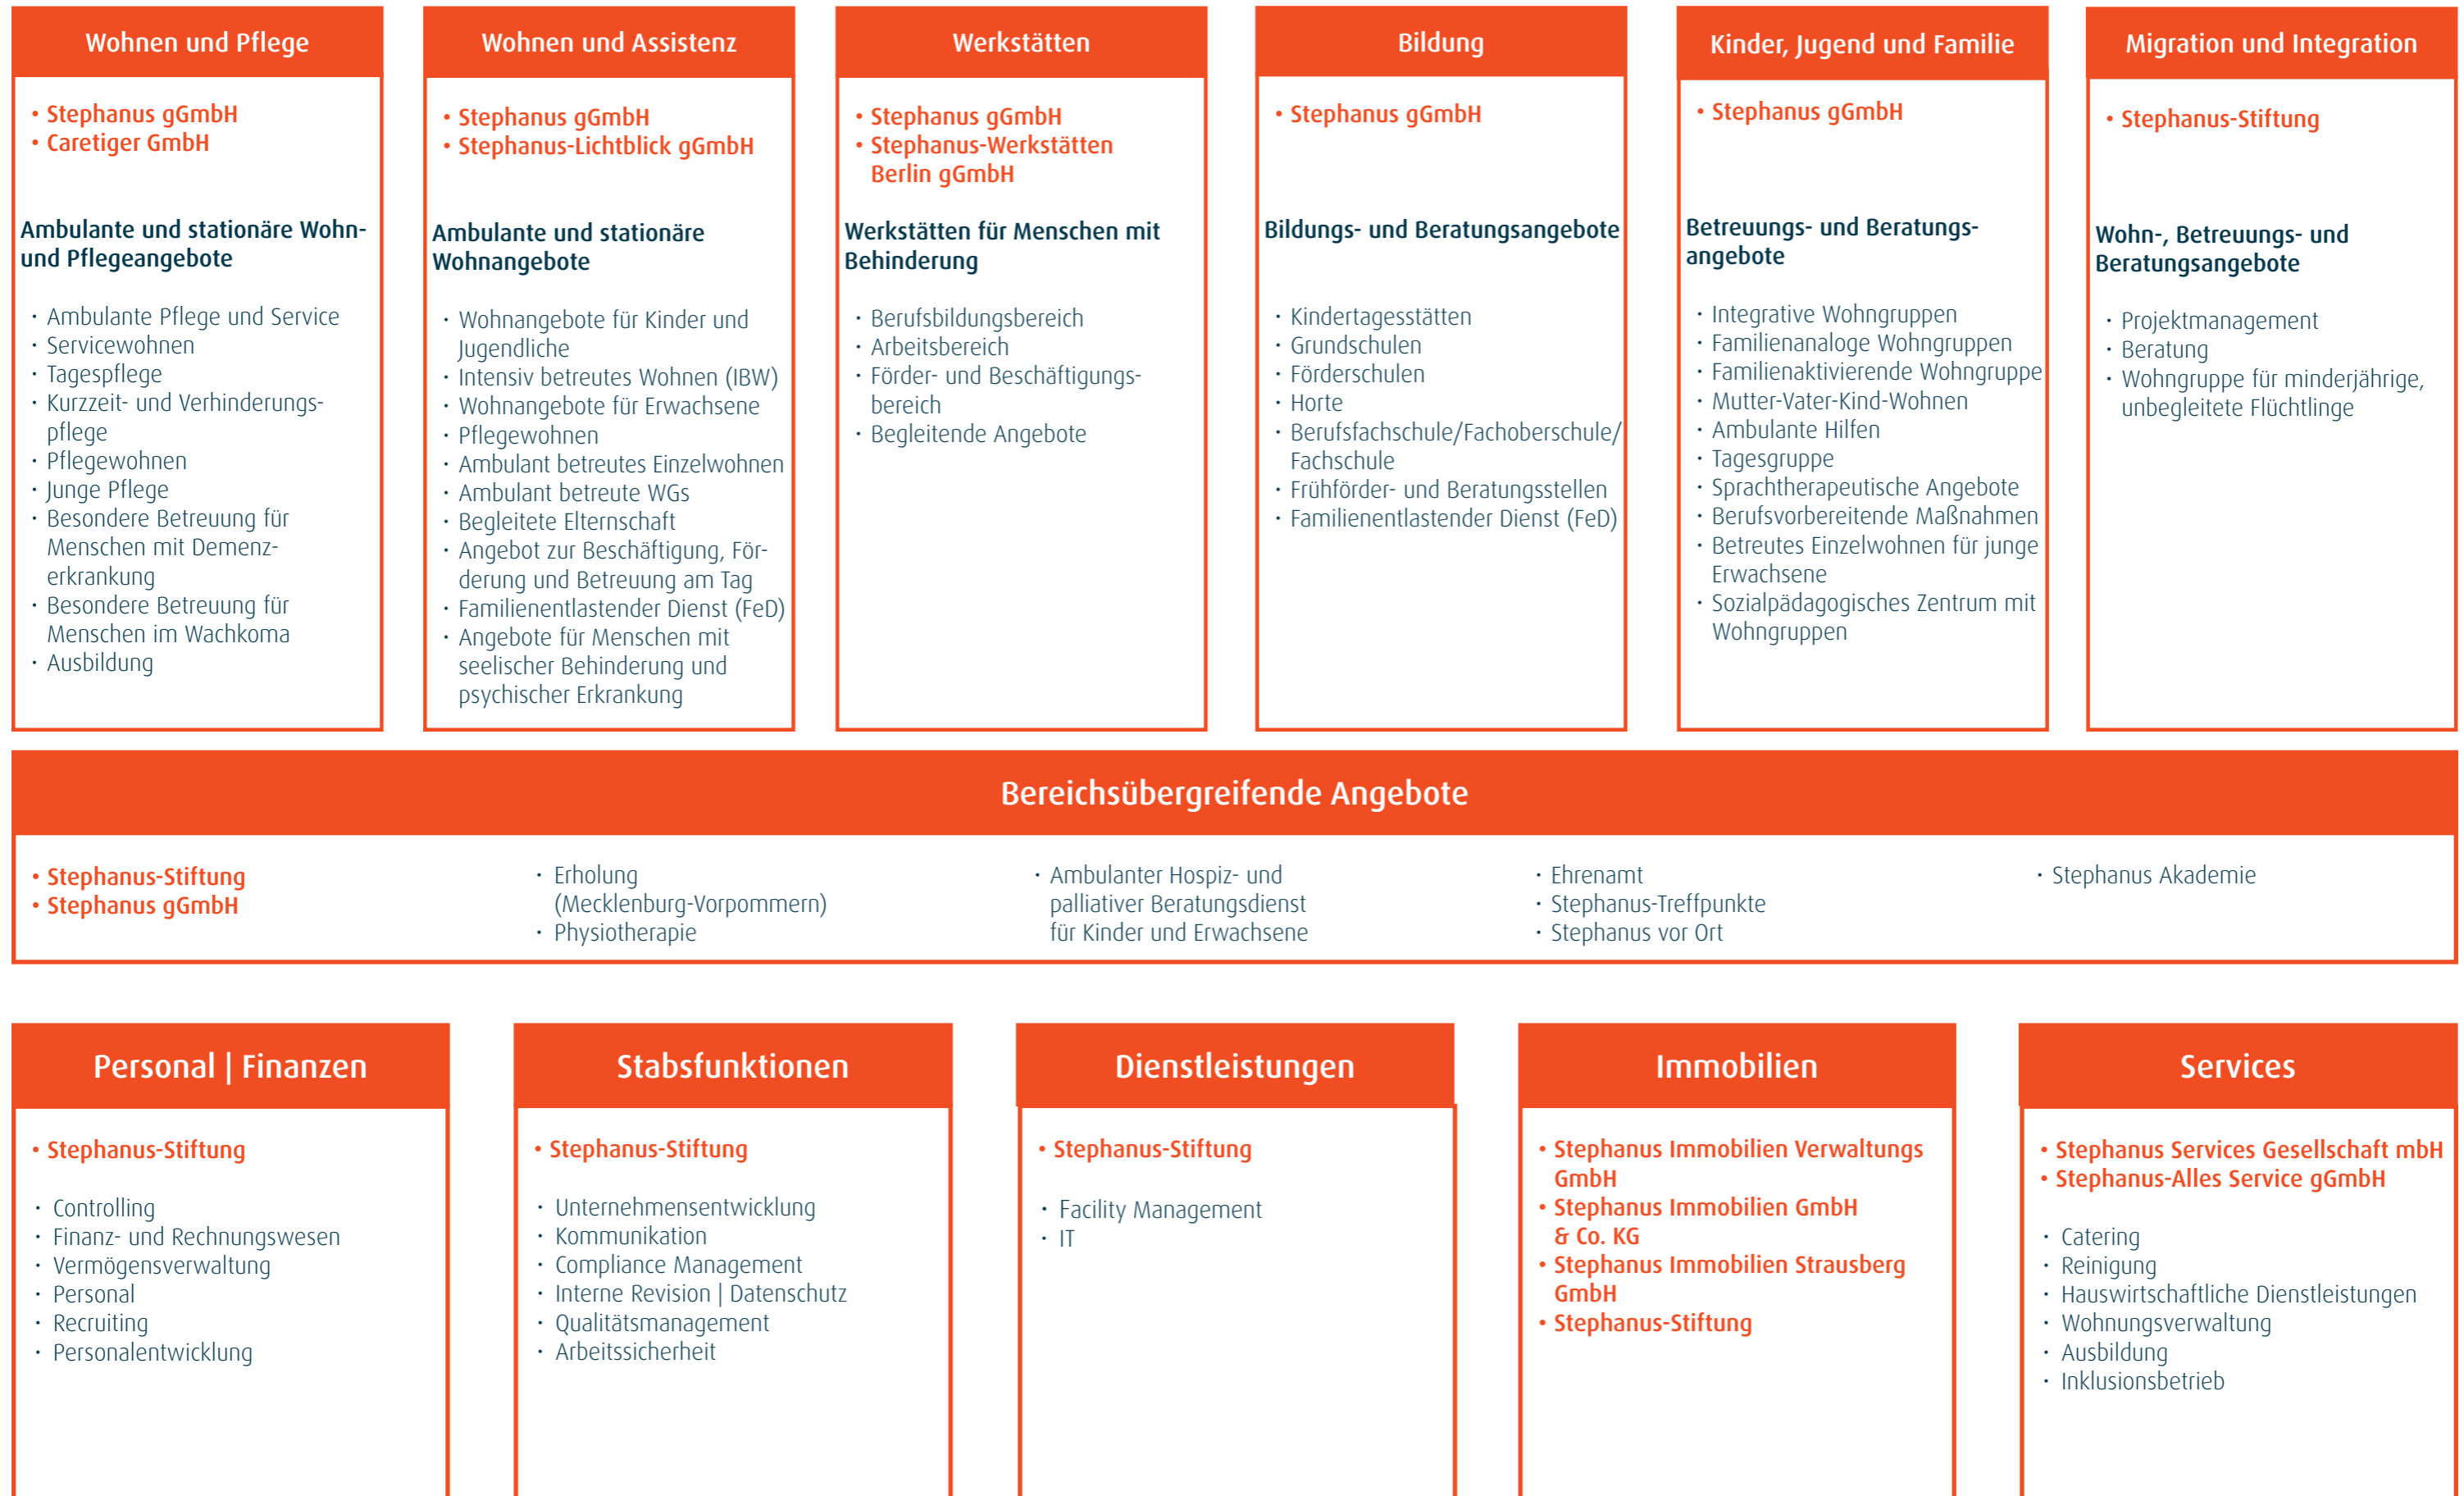 Wohnen und Pflege
• Stephanus gGmbH
• Caretiger GmbH
Ambulante und stationäre Wohn-
und Pflegeangebote
· Ambulante Pflege und Service
· Servicewohnen
· Tagespflege
· Kurzzeit- und Verhinderungs-
pflege
· Pflegewohnen
· Junge Pflege
· Besondere Betreuung für
Menschen mit Demenz-
erkrankung
· Besondere Betreuung für
Menschen im Wachkoma
· Ausbildung
Wohnen und Assistenz
• Stephanus gGmbH
• Stephanus-Lichtblick gGmbH
Ambulante und stationäre
Wohnangebote
· Wohnangebote für Kinder und
Jugendliche
· Intensiv betreutes Wohnen (IBW)
· Wohnangebote für Erwachsene
· Pflegewohnen
· Ambulant betreutes Einzelwohnen
· Ambulant betreute WGs
· Begleitete Elternschaft
· Angebot zur Beschäftigung, För-
derung und Betreuung am Tag
· Familienentlastender Dienst (FeD)
· Angebote für Menschen mit
seelischer Behinderung und
psychischer Erkrankung
Werkstätten
• Stephanus gGmbH
• Stephanus-Werkstätten
Berlin gGmbH
Werkstätten für Menschen mit
Behinderung
· Berufsbildungsbereich
· Arbeitsbereich
· Förder- und Beschäftigungs-
bereich
· Begleitende Angebote
Bildung
• Stephanus gGmbH
Bildungs- und Beratungsangebote
· Kindertagesstätten
· Grundschulen
· Förderschulen
· Horte
· Berufsfachschule/Fachoberschule/
Fachschule
· Frühförder- und Beratungsstellen
· Familienentlastender Dienst (FeD)
Kinder, Jugend und Familie
• Stephanus gGmbH
Betreuungs- und Beratungs-
angebote
· Integrative Wohngruppen
· Familienanaloge Wohngruppen
· Familienaktivierende Wohngruppe
· Mutter-Vater-Kind-Wohnen
· Ambulante Hilfen
· Tagesgruppe
· Sprachtherapeutische Angebote
· Berufsvorbereitende Maßnahmen
· Betreutes Einzelwohnen für junge
Erwachsene
· Sozialpädagogisches Zentrum mit
Wohngruppen
Migration und Integration
• Stephanus-Stiftung
Wohn-, Betreuungs- und
Beratungsangebote
· Projektmanagement
· Beratung
· Wohngruppe für minderjährige,
unbegleitete Flüchtlinge
Bereichsübergreifende Angebote
• Stephanus-Stiftung
• Stephanus gGmbH
· Erholung
(Mecklenburg-Vorpommern)
· Physiotherapie
· Ambulanter Hospiz- und
palliativer Beratungsdienst
für Kinder und Erwachsene
· Ehrenamt
· Stephanus-Treffpunkte
· Stephanus vor Ort
· Stephanus Akademie
Personal | Finanzen
• Stephanus-Stiftung
· Controlling
· Finanz- und Rechnungswesen
· Vermögensverwaltung
· Personal
· Recruiting
· Personalentwicklung
Stabsfunktionen
• Stephanus-Stiftung
· Unternehmensentwicklung
· Kommunikation
· Compliance Management
· Interne Revision | Datenschutz
· Qualitätsmanagement
· Arbeitssicherheit
Dienstleistungen
• Stephanus-Stiftung
· Facility Management
· IT
Immobilien
• Stephanus Immobilien Verwaltungs
GmbH
• Stephanus Immobilien GmbH
& Co. KG
• Stephanus Immobilien Strausberg
GmbH
• Stephanus-Stiftung
Services
• Stephanus Services Gesellschaft mbH
• Stephanus-Alles Service gGmbH
· Catering
· Reinigung
· Hauswirtschaftliche Dienstleistungen
· Wohnungsverwaltung
· Ausbildung
· Inklusionsbetrieb